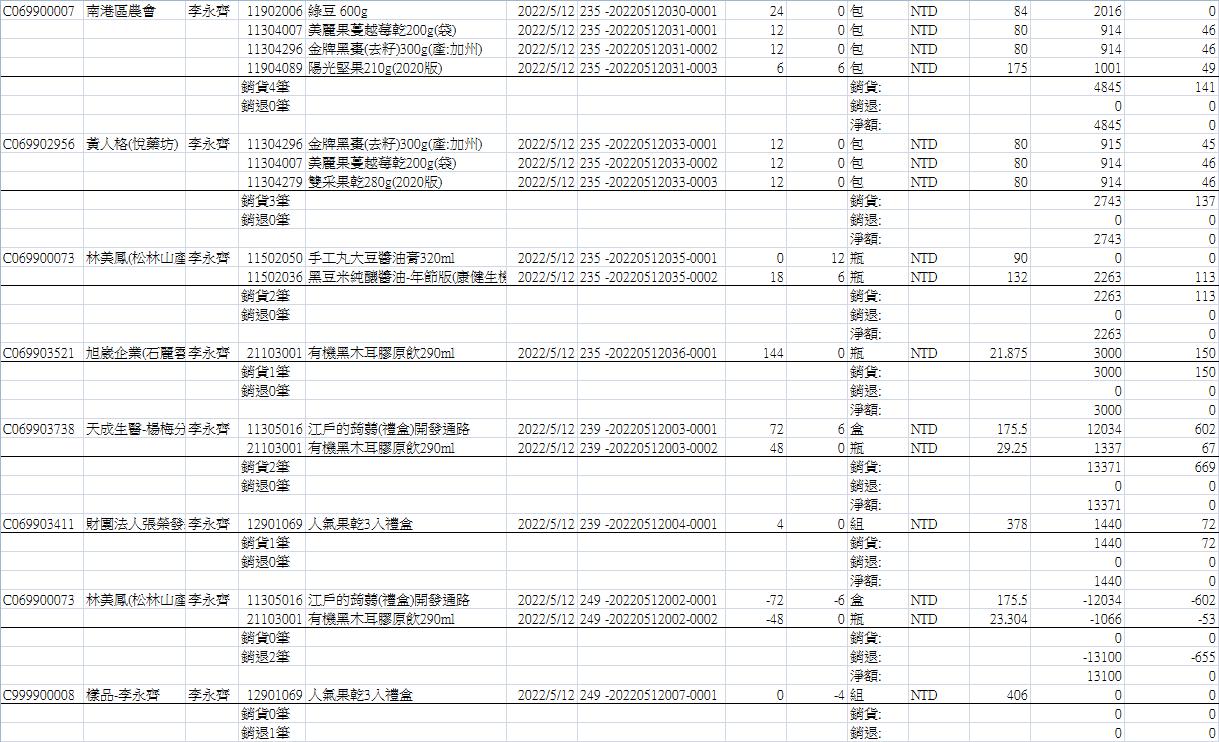 C069900007 南港區農會 李永齊 11902006 綠豆 600g 2022/5/12 235 -20220512030-0001 24 0 包 NTD 84 2016 0
11304007 美麗果蔓越莓乾200g(袋) 2022/5/12 235 -20220512031-0001 12 0 包 NTD 80 914 46
11304296 金牌黑棗(去籽)300g(產:加州) 2022/5/12 235 -20220512031-0002 12 0 包 NTD 80 914 46
11904089 陽光堅果210g(2020版) 2022/5/12 235 -20220512031-0003 6 6 包 NTD 175 1001 49
銷貨4筆 銷貨: 4845 141
銷退0筆 銷退: 0 0
淨額: 4845 0
C069902956 黃人格(悅藥坊) 李永齊 11304296 金牌黑棗(去籽)300g(產:加州) 2022/5/12 235 -20220512033-0001 12 0 包 NTD 80 915 45
11304007 美麗果蔓越莓乾200g(袋) 2022/5/12 235 -20220512033-0002 12 0 包 NTD 80 914 46
11304279 雙采果乾280g(2020版) 2022/5/12 235 -20220512033-0003 12 0 包 NTD 80 914 46
銷貨3筆 銷貨: 2743 137
銷退0筆 銷退: 0 0
淨額: 2743 0
C069900073 林美鳳(松林山產 李永齊 11502050 手工丸大豆醬油膏320ml 2022/5/12 235 -20220512035-0001 0 12 瓶 NTD 90 0 0
11502036 黑豆米純釀醬油-年節版(康健生機 2022/5/12 235 -20220512035-0002 18 6 瓶 NTD 132 2263 113
銷貨2筆 銷貨: 2263 113
銷退0筆 銷退: 0 0
淨額: 2263 0
C069903521 旭崴企業(石麗雲 李永齊 21103001 有機黑木耳膠原飲290ml 2022/5/12 235 -20220512036-0001 144 0 瓶 NTD 21.875 3000 150
銷貨1筆 銷貨: 3000 150
銷退0筆 銷退: 0 0
淨額: 3000 0
C069903738 天成生醫-楊梅分 李永齊 11305016 江戶的蒟蒻(禮盒)開發通路 2022/5/12 239 -20220512003-0001 72 6 盒 NTD 175.5 12034 602
21103001 有機黑木耳膠原飲290ml 2022/5/12 239 -20220512003-0002 48 0 瓶 NTD 29.25 1337 67
銷貨2筆 銷貨: 13371 669
銷退0筆 銷退: 0 0
淨額: 13371 0
C069903411 財團法人張榮發 李永齊 12901069 人氣果乾3入禮盒 2022/5/12 239 -20220512004-0001 4 0 組 NTD 378 1440 72
銷貨1筆 銷貨: 1440 72
銷退0筆 銷退: 0 0
淨額: 1440 0
C069900073 林美鳳(松林山產 李永齊 11305016 江戶的蒟蒻(禮盒)開發通路 2022/5/12 249 -20220512002-0001 -72 -6 盒 NTD 175.5 -12034 -602
21103001 有機黑木耳膠原飲290ml 2022/5/12 249 -20220512002-0002 -48 0 瓶 NTD 23.304 -1066 -53
銷貨0筆 銷貨: 0 0
銷退2筆 銷退: -13100 -655
淨額: 13100 0
C999900008 樣品-李永齊 李永齊 12901069 人氣果乾3入禮盒 2022/5/12 249 -20220512007-0001 0 -4 組 NTD 406 0 0
銷貨0筆 銷貨: 0 0
銷退1筆 銷退: 0 0